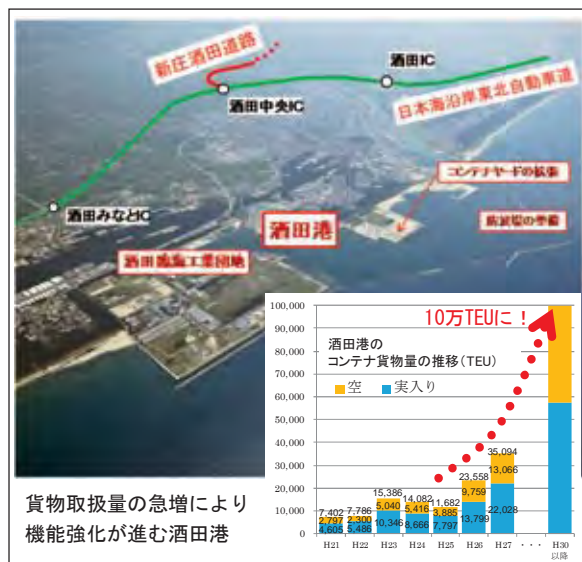 新庄酒田道路
酒田IC
酒田中央IC
日本海沿岸東北自動車道
コンテナヤードの拡張
酒田みなとIC
酒田港
防波堤の整備
酒田臨海工業団地
100,000
90,000
80,000
70,000
60,000
50,000
40,000
30,000
20,000
10,000
0
10万TEUに！
酒田港の
コンテナ貨物量の推移(TEU)
空
実入り
7,402
2,797
4,605
7,786
2,300
5,486
15,386
5,040
10,346
14,082
5,416
8,666
11,682
3,885
7,797
23,558
9,759
13,799
35,094
13,066
22,028
H21 H22 H23 H24 H25 H26 H27 ・・・ H30
以降
貨物取扱量の急増により
機能強化が進む酒田港